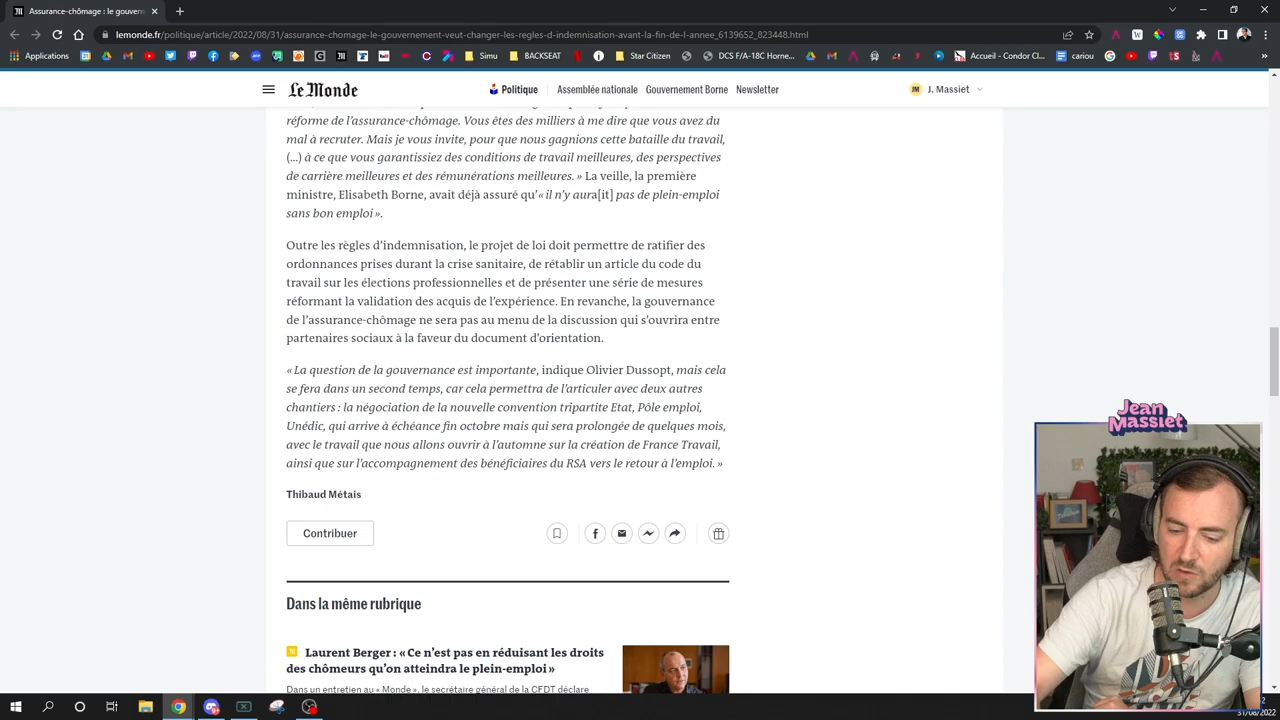 Assurance-chômage : le gouver
lemonde.fr/politique/article/2022/08/31/assurance-chomage-le-gouvernement-veut-changer-les-regles-d-indemnisation-avant-la-fin-de-l-annee_6139652_823448.html
Applications
Simu
BACKSEAT
Star Citizen
DCS F/A-18C Horne...
Accueil - Condor Cl...
cariou
Le Monde
Politique
Assemblée nationale
Gouvernement Borne
Newsletter
JM
J. Massiet
réforme de l'assurance-chômage. Vous êtes des milliers à me dire que vous avez du
mal à recruter. Mais je vous invite, pour que nous gagnions cette bataille du travail,
(...) à ce que vous garantissiez des conditions de travail meilleures, des perspectives
de carrière meilleures et des rémunérations meilleures. » La veille, la première
ministre, Elisabeth Borne, avait déjà assuré qu'« il n'y aura[it] pas de plein-emploi
sans bon emploi ».
Outre les règles d'indemnisation, le projet de loi doit permettre de ratifier des
ordonnances prises durant la crise sanitaire, de rétablir un article du code du
travail sur les élections professionnelles et de présenter une série de mesures
réformant la validation des acquis de l'expérience. En revanche, la gouvernance
de l'assurance-chômage ne sera pas au menu de la discussion qui s'ouvrira entre
partenaires sociaux à la faveur du document d'orientation.
« La question de la gouvernance est importante, indique Olivier Dussopt, mais cela
se fera dans un second temps, car cela permettra de l'articuler avec deux autres
chantiers : la négociation de la nouvelle convention tripartite Etat, Pôle emploi,
Unédic, qui arrive à échéance fin octobre mais qui sera prolongée de quelques mois,
avec le travail que nous allons ouvrir à l'automne sur la création de France Travail,
ainsi que sur l'accompagnement des bénéficiaires du RSA vers le retour à l'emploi. »
Thibaud Métais
Contribuer
Dans la même rubrique
Laurent Berger : « Ce n'est pas en réduisant les droits
des chômeurs qu'on atteindra le plein-emploi »
Dans un entretien au « Monde », le secrétaire général de la CFDT déclare
Jean
Massiet
31/08/2022